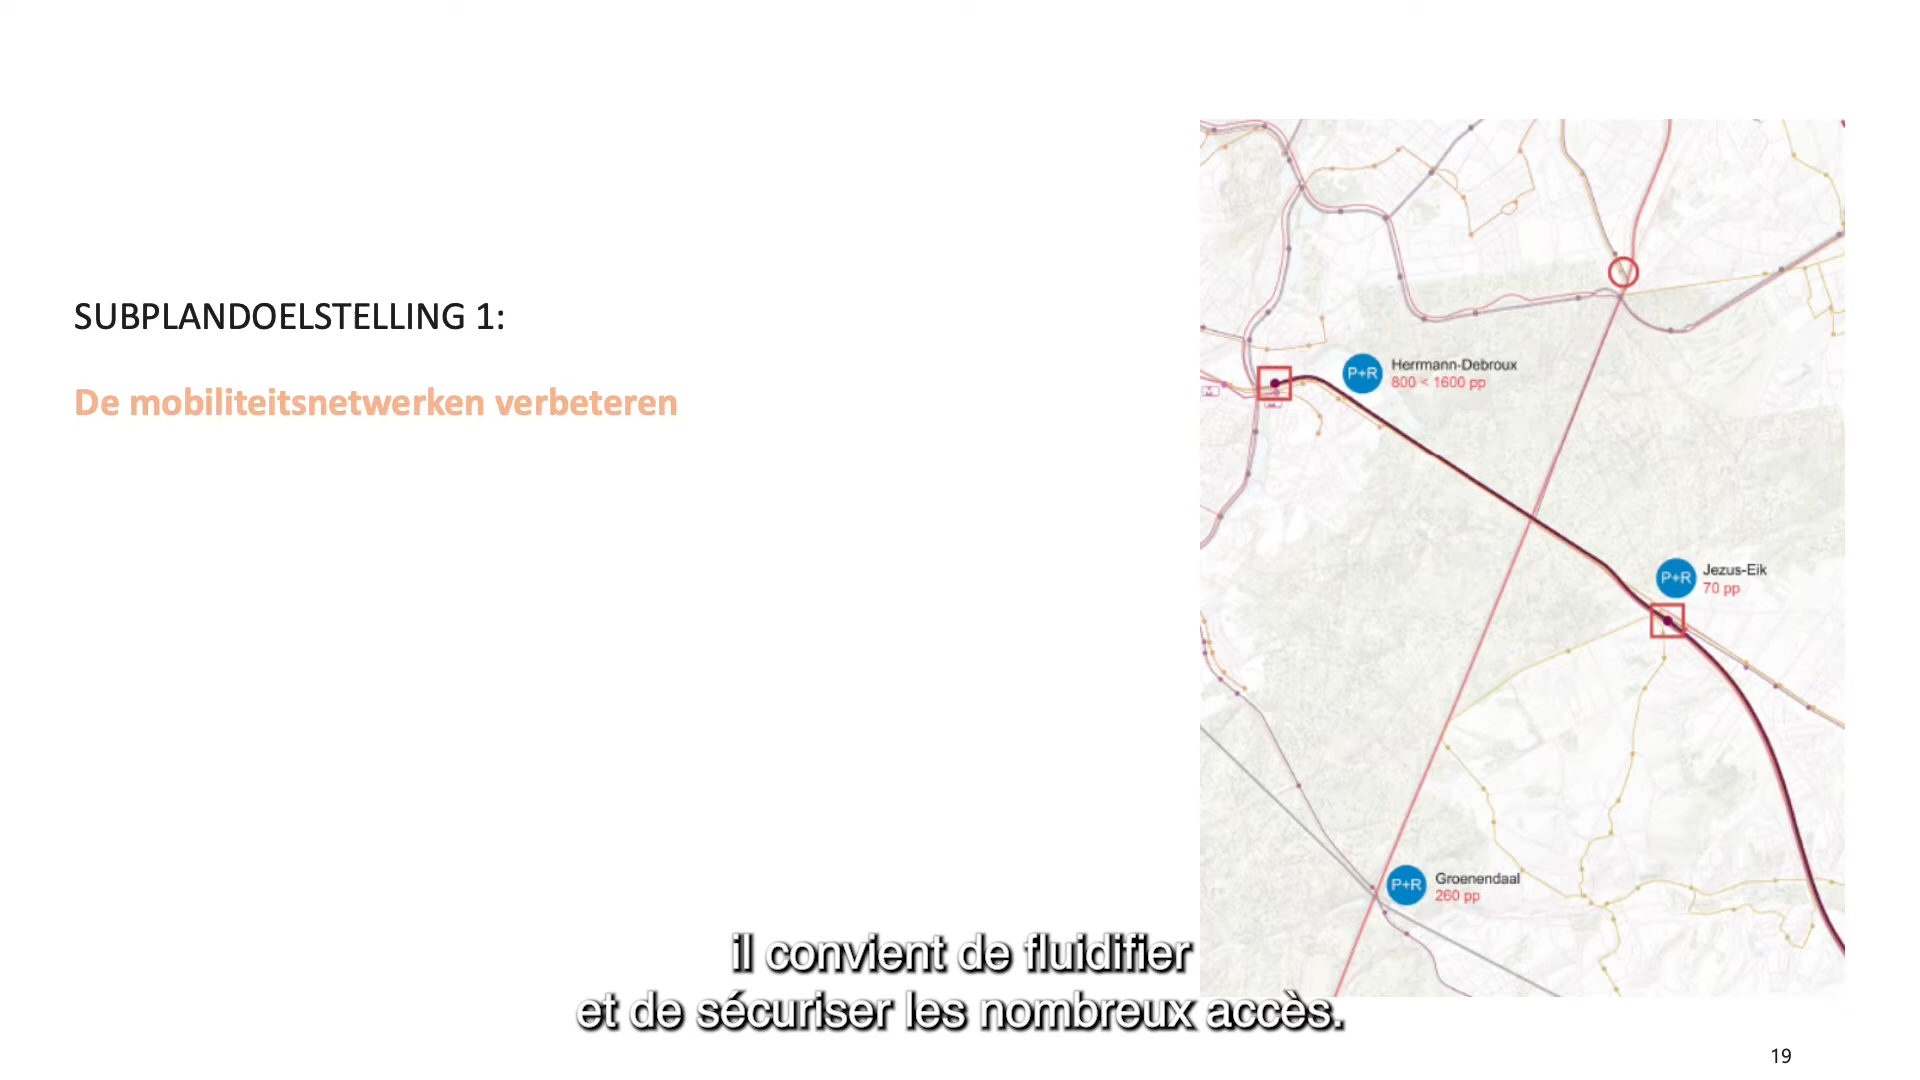 SUBPLANDOELSTELLING 1:
De mobiliteitsnetwerken verbeteren
P+R
Herrmann-Debroux
800 < 1600 pp
P+R
Jezus-Eik
70 pp
P+R
Groenendaal
260 pp
il convient de fluidifier
et de sécuriser les nombreux accès.
19